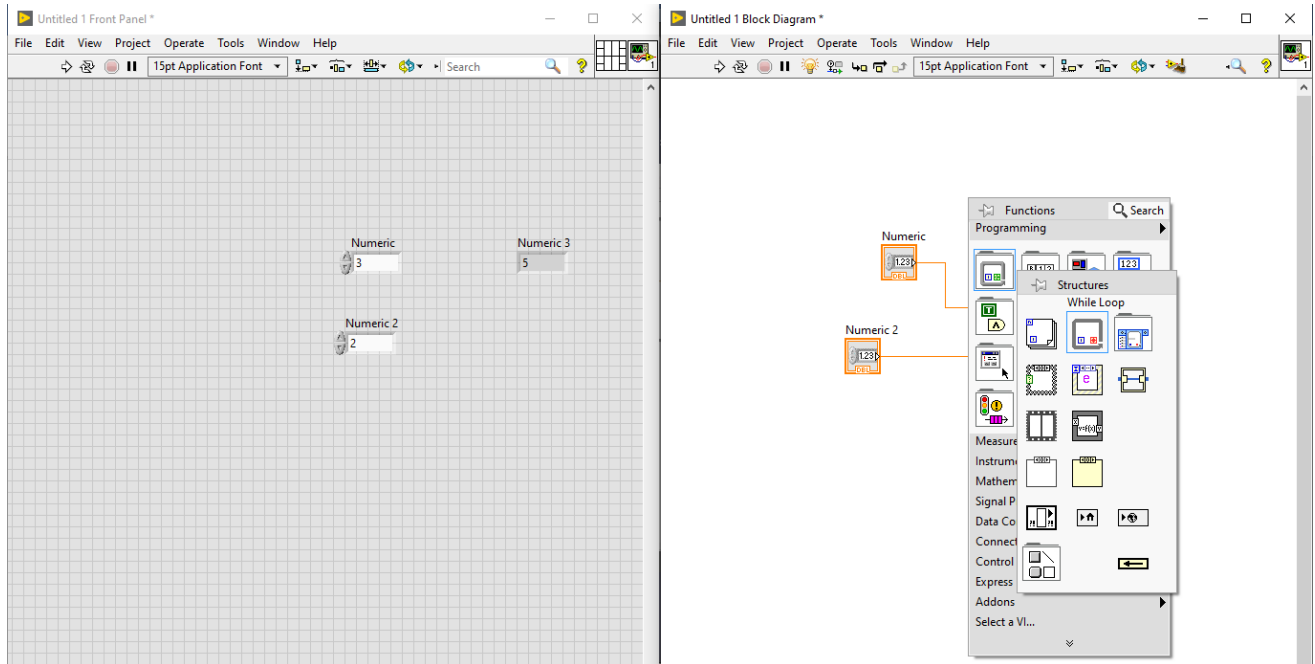 Untitled 1 Front Panel *
File Edit View Project Operate Tools Window Help
15pt Application Font
Search
1
Numeric
3
Numeric 2
2
Numeric 3
5
Untitled 1 Block Diagram *
File Edit View Project Operate Tools Window Help
15pt Application Font
1
Numeric
1.23
DBL
Numeric 2
1.23
DBL
Functions
Search
Programming
123
Structures
While Loop
Measure
Instrum
Mathem
Signal P
Data Co
Connect
Control
Express
Addons
Select a VI...